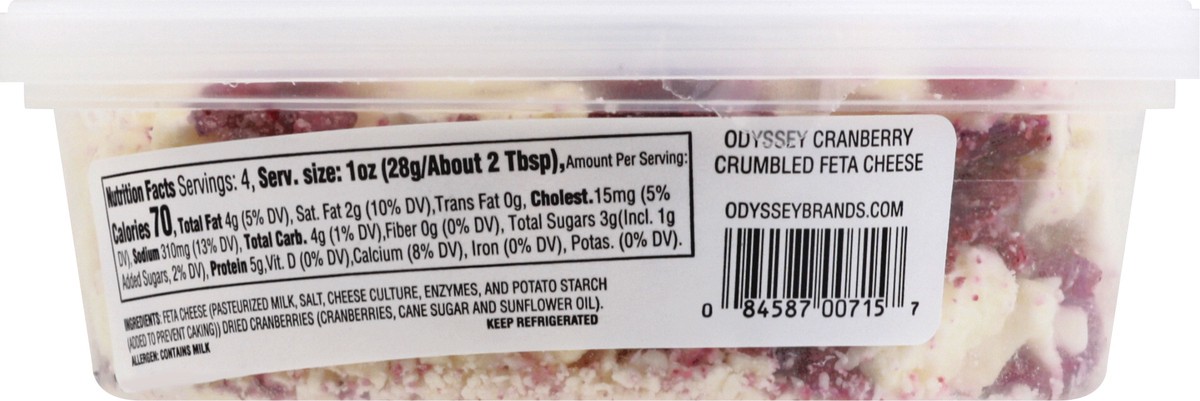 Nutrition Facts Servings: 4, Serv. size: 1oz (28g/About 2 Tbsp), Amount Per Serving:
Calories 70, Total Fat 4g (5% DV), Sat. Fat 2g (10% DV),Trans Fat 0g, Cholest.15mg (5%
DV), Sodium 310mg (13% DV), Total Carb. 4g (1% DV),Fiber 0g (0% DV), Total Sugars 3g(Incl. 1g
Added Sugars, 2% DV), Protein 5g,Vit. D (0% DV),Calcium (8% DV), Iron (0% DV), Potas. (0% DV).
INGREDIENTS: FETA CHEESE (PASTEURIZED MILK, SALT, CHEESE CULTURE, ENZYMES, AND POTATO STARCH
(ADDED TO PREVENT CAKING)) DRIED CRANBERRIES (CRANBERRIES, CANE SUGAR AND SUNFLOWER OIL).
ALLERGEN: CONTAINS MILK
KEEP REFRIGERATED
ODYSSEY CRANBERRY
CRUMBLED FETA CHEESE
ODYSSEYBRANDS.COM
0 84587 00715 7